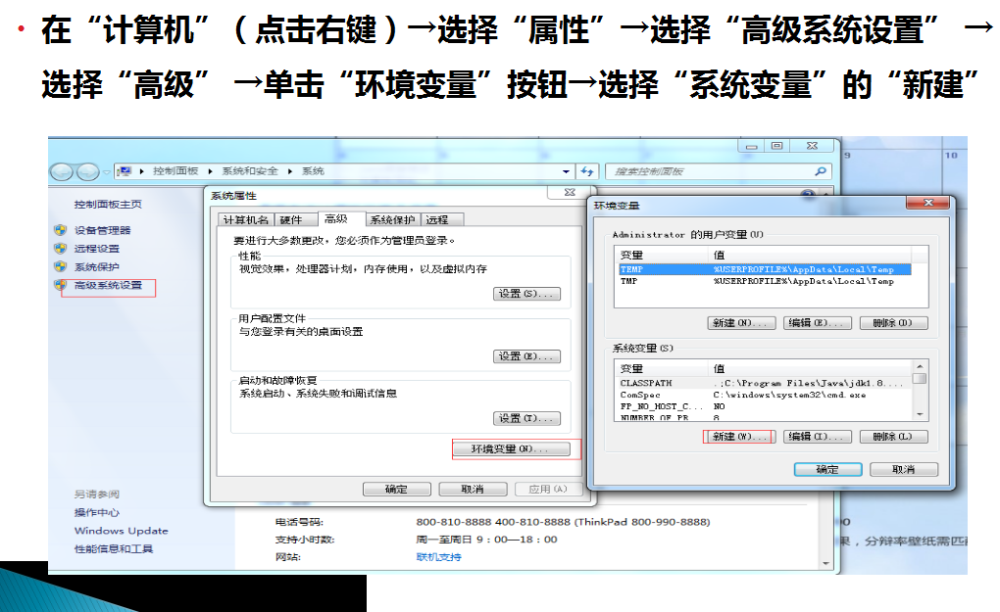 • 在“计算机”（点击右键）→选择“属性”→选择“高级系统设置” →
选择“高级” →单击“环境变量”按钮→选择“系统变量”的“新建”
9
10
控制面板 ▸ 系统和安全 ▸ 系统
搜索控制面板
控制面板主页
设备管理器
远程设置
系统保护
高级系统设置
另请参阅
操作中心
Windows Update
性能信息和工具
系统属性
计算机名 硬件 高级 系统保护 远程
要进行大多数更改，您必须作为管理员登录。
性能
视觉效果，处理器计划，内存使用，以及虚拟内存
设置(S)...
用户配置文件
与您登录有关的桌面设置
设置(E)...
启动和故障恢复
系统启动、系统失败和调试信息
设置(T)...
环境变量(N)...
确定 取消 应用(A)
环境变量
Administrator 的用户变量(U)
变量 值
TEMP %USERPROFILE%\AppData\Local\Temp
TMP %USERPROFILE%\AppData\Local\Temp
新建(N)... 编辑(E)... 删除(D)
系统变量(S)
变量 值
CLASSPATH .;C:\Program Files\Java\jdk1.8....
ComSpec C:\windows\system32\cmd.exe
FP_NO_HOST_C... NO
NUMBER_OF_PR... 8
新建(W)... 编辑(I)... 删除(L)
确定 取消
电话号码: 800-810-8888 400-810-8888 (ThinkPad 800-990-8888)
支持小时数: 周一至周日 9：00—18：00
网站: 联机支持
果，分辩率壁纸需匹